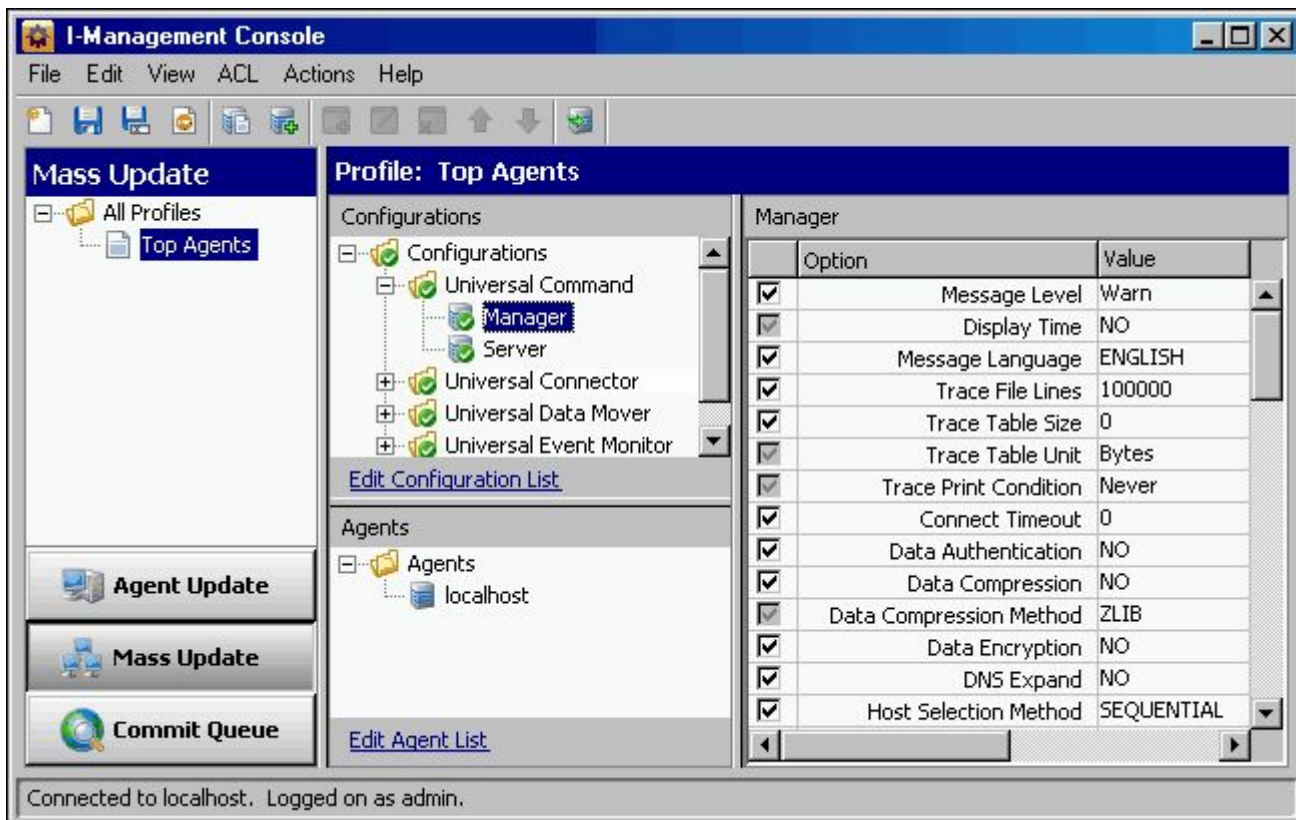 I-Management Console
File Edit View ACL Actions Help
Mass Update
All Profiles
Top Agents
Agent Update
Mass Update
Commit Queue
Profile: Top Agents
Configurations
Configurations
Universal Command
Manager
Server
Universal Connector
Universal Data Mover
Universal Event Monitor
Edit Configuration List
Agents
Agents
localhost
Edit Agent List
Manager
Option Value
Message Level Warn
Display Time NO
Message Language ENGLISH
Trace File Lines 100000
Trace Table Size 0
Trace Table Unit Bytes
Trace Print Condition Never
Connect Timeout 0
Data Authentication NO
Data Compression NO
Data Compression Method ZLIB
Data Encryption NO
DNS Expand NO
Host Selection Method SEQUENTIAL
Connected to localhost. Logged on as admin.